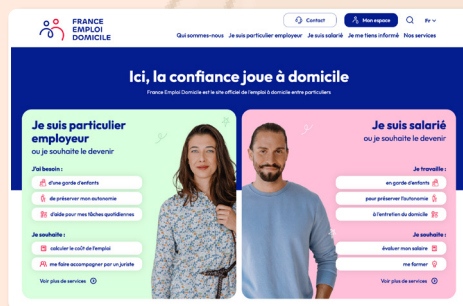 FRANCE
EMPLOI
DOMICILE
Contact
Mon espace
Fr
Qui sommes-nous Je suis particulier employeur Je suis salarié Je me tiens informé Nos services
Ici, la confiance joue à domicile
France Emploi Domicile est le site officiel de l'emploi à domicile entre particuliers
Je suis particulier
employeur
ou je souhaite le devenir
J'ai besoin :
d'une garde d'enfants
de préserver mon autonomie
d'aide pour mes tâches quotidiennes
Je souhaite :
calculer le coût de l'emploi
me faire accompagner par un juriste
Voir plus de services
Je suis salarié
ou je souhaite le devenir
Je travaille :
en garde d'enfants
pour préserver l'autonomie
à l'entretien du domicile
Je souhaite :
évaluer mon salaire
me former
Voir plus de services